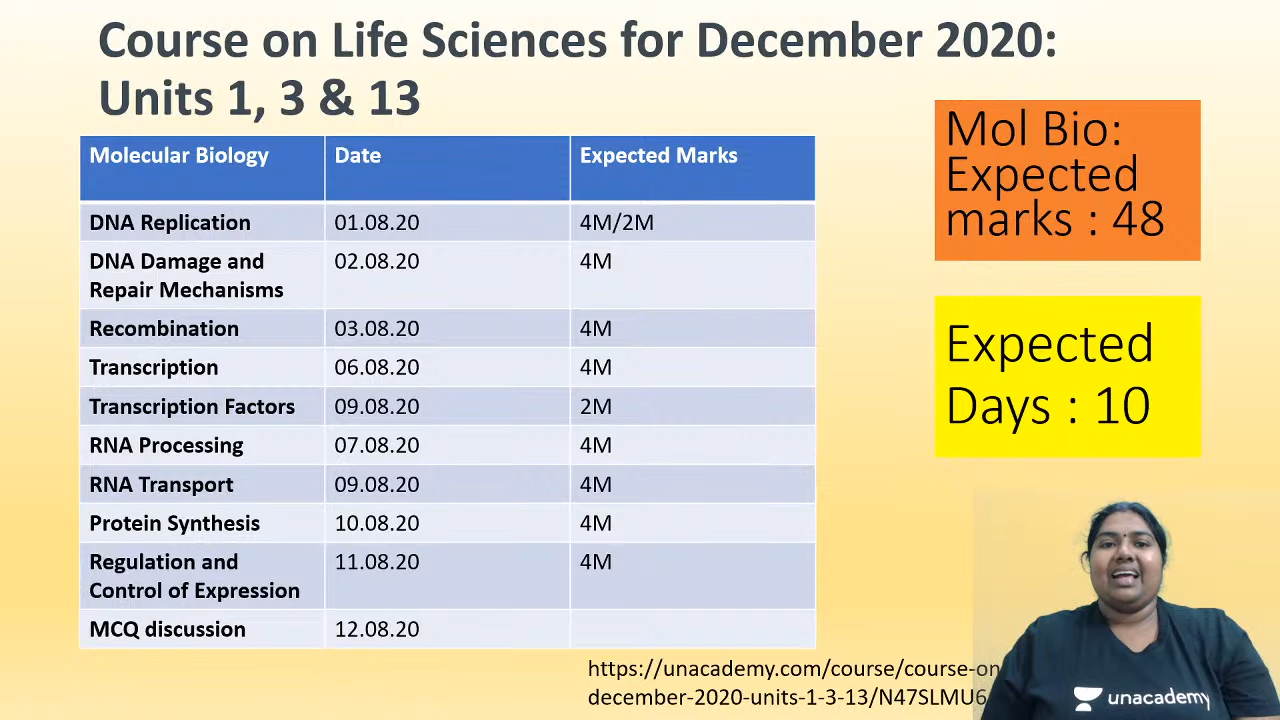 Course on Life Sciences for December 2020:
Units 1, 3 & 13
Molecular Biology Date Expected Marks
DNA Replication 01.08.20 4M/2M
DNA Damage and 02.08.20 4M
Repair Mechanisms
Recombination 03.08.20 4M
Transcription 06.08.20 4M
Transcription Factors 09.08.20 2M
RNA Processing 07.08.20 4M
RNA Transport 09.08.20 4M
Protein Synthesis 10.08.20 4M
Regulation and 11.08.20 4M
Control of Expression
MCQ discussion 12.08.20
Mol Bio:
Expected
marks : 48
Expected
Days : 10
https://unacademy.com/course/course-on
december-2020-units-1-3-13/N47SLMU6
unacademy